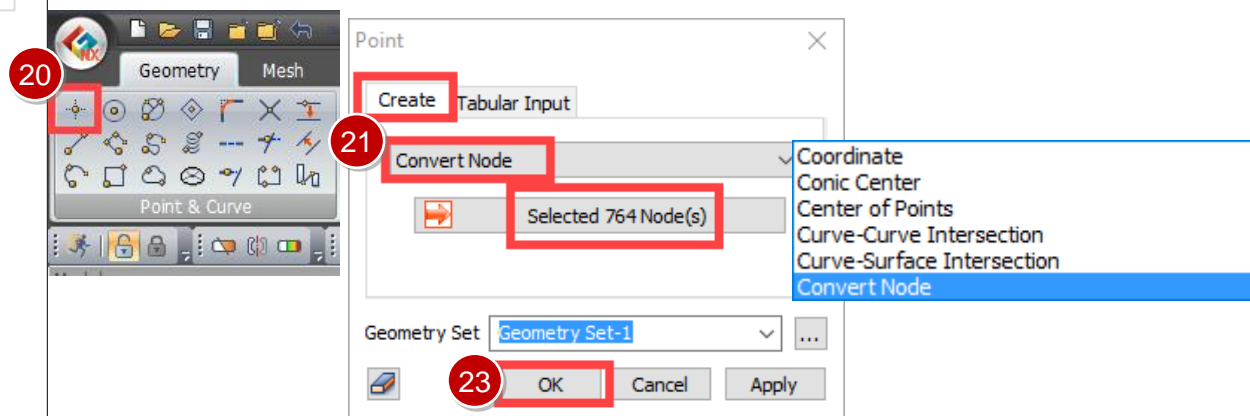 NX
20
Geometry Mesh
Point & Curve
Point
Create Tabular Input
21
Convert Node
Selected 764 Node(s)
Coordinate
Conic Center
Center of Points
Curve-Curve Intersection
Curve-Surface Intersection
Convert Node
Geometry Set Geometry Set-1 ...
23 OK Cancel Apply